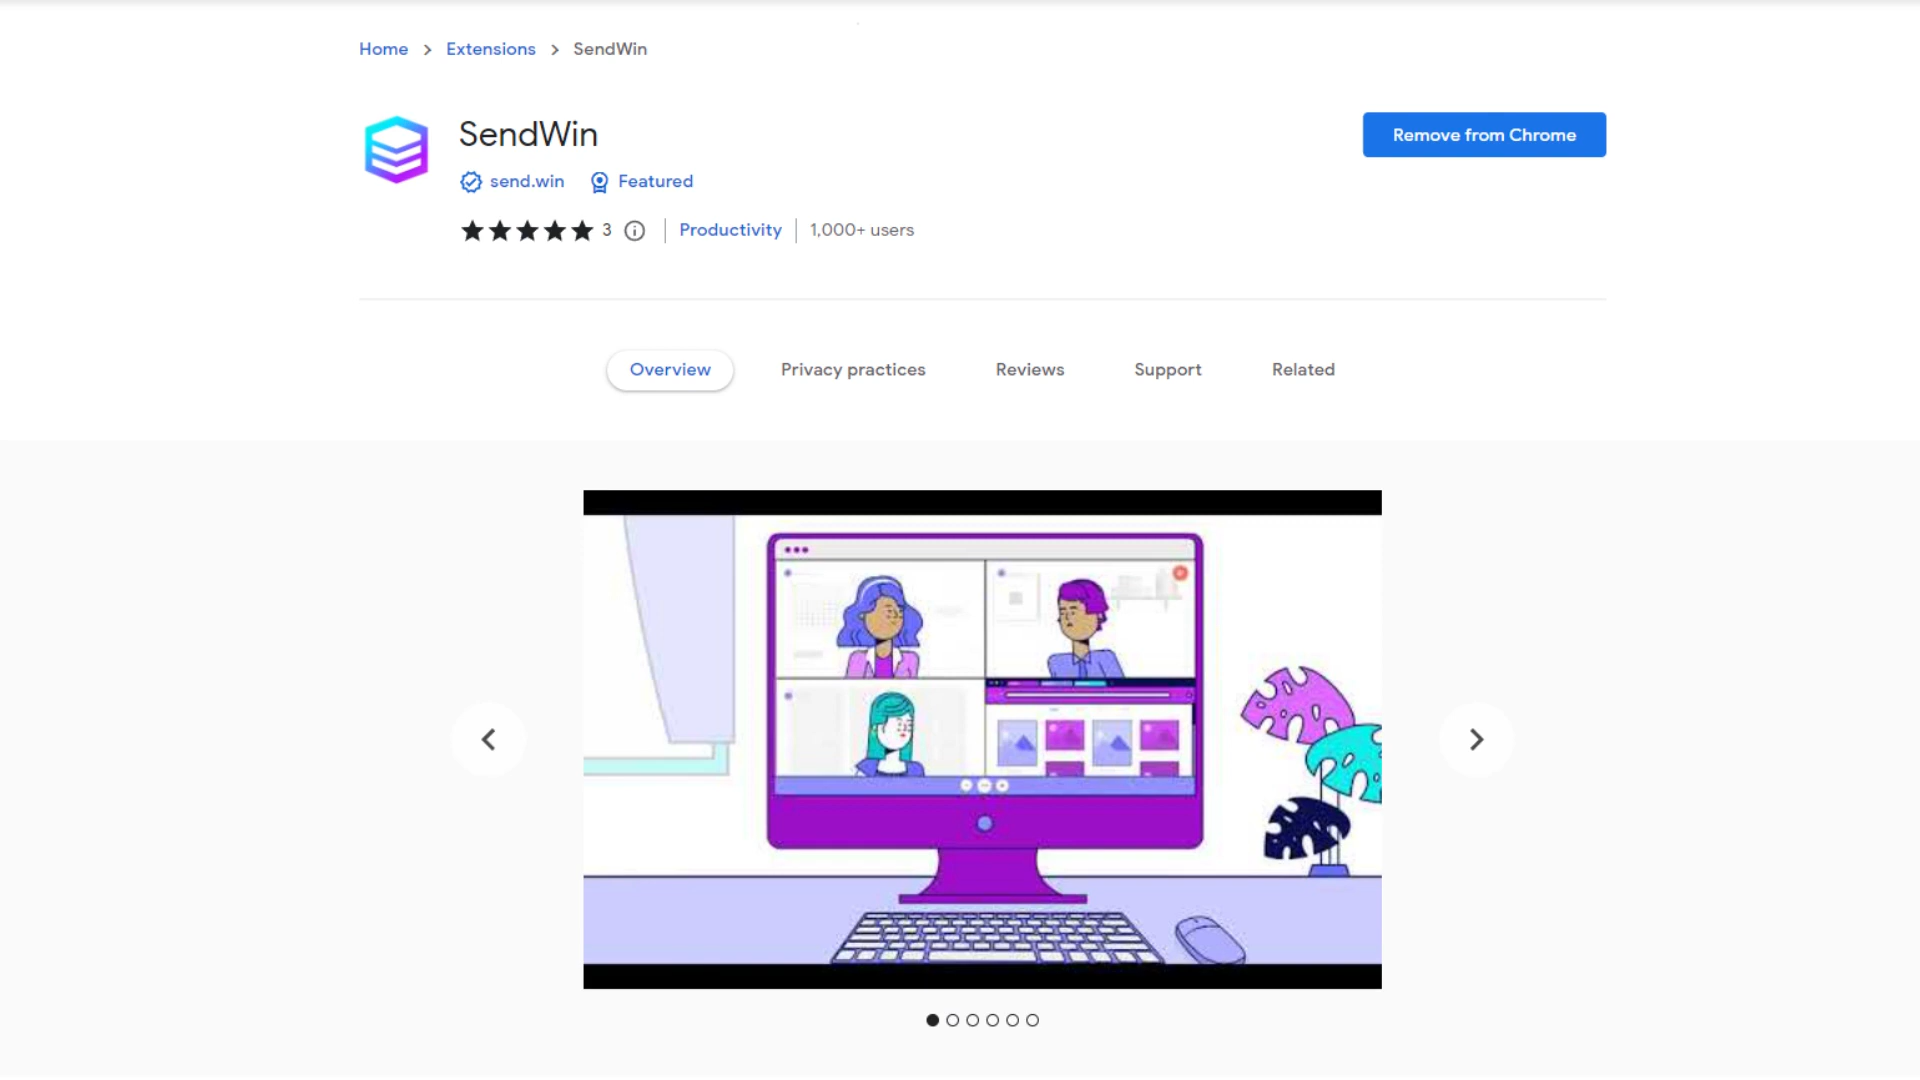 Home > Extensions > SendWin
SendWin
Remove from Chrome
send.win Featured
3 Productivity 1,000+ users
Overview Privacy practices Reviews Support Related